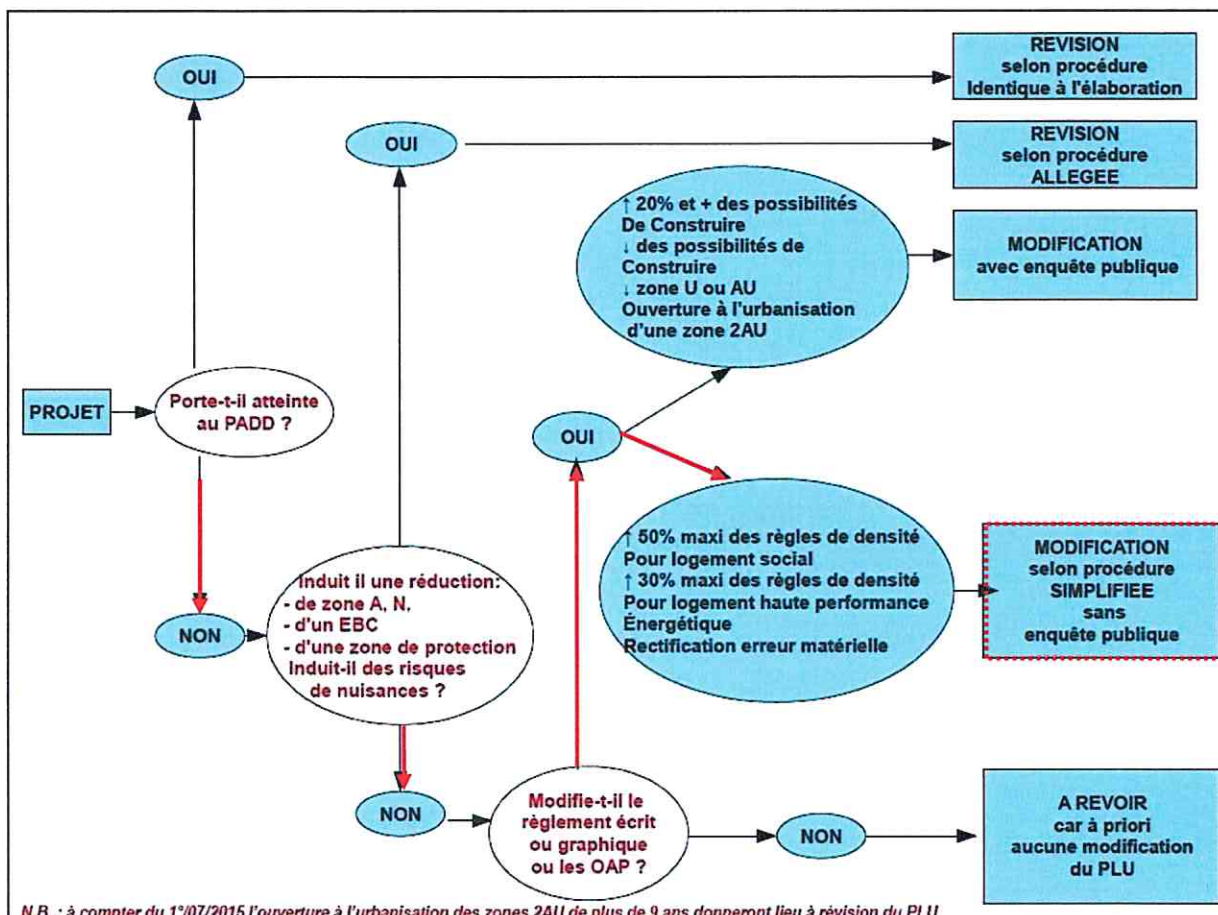 OUI
REVISION
selon procédure
Identique à l'élaboration
OUI
REVISION
selon procédure
ALLEGEE
↑ 20% et + des possibilités
De Construire
↓ des possibilités de
Construire
↓ zone U ou AU
Ouverture à l'urbanisation
d'une zone 2AU
MODIFICATION
avec enquête publique
PROJET
Porte-t-il atteinte
au PADD ?
OUI
NON
Induit il une réduction:
- de zone A, N,
- d'un EBC
- d'une zone de protection
Induit-il des risques
de nuisances ?
↑ 50% maxi des règles de densité
Pour logement social
↑ 30% maxi des règles de densité
Pour logement haute performance
Énergétique
Rectification erreur matérielle
MODIFICATION
selon procédure
SIMPLIFIEE
sans
enquête publique
NON
Modifie-t-il le
règlement écrit
ou graphique
ou les OAP ?
NON
A REVOIR
car à priori
aucune modification
du PLU
N.B. : à compter du 1°/07/2015 l'ouverture à l'urbanisation des zones 2AU de plus de 9 ans donneront lieu à révision du PLU